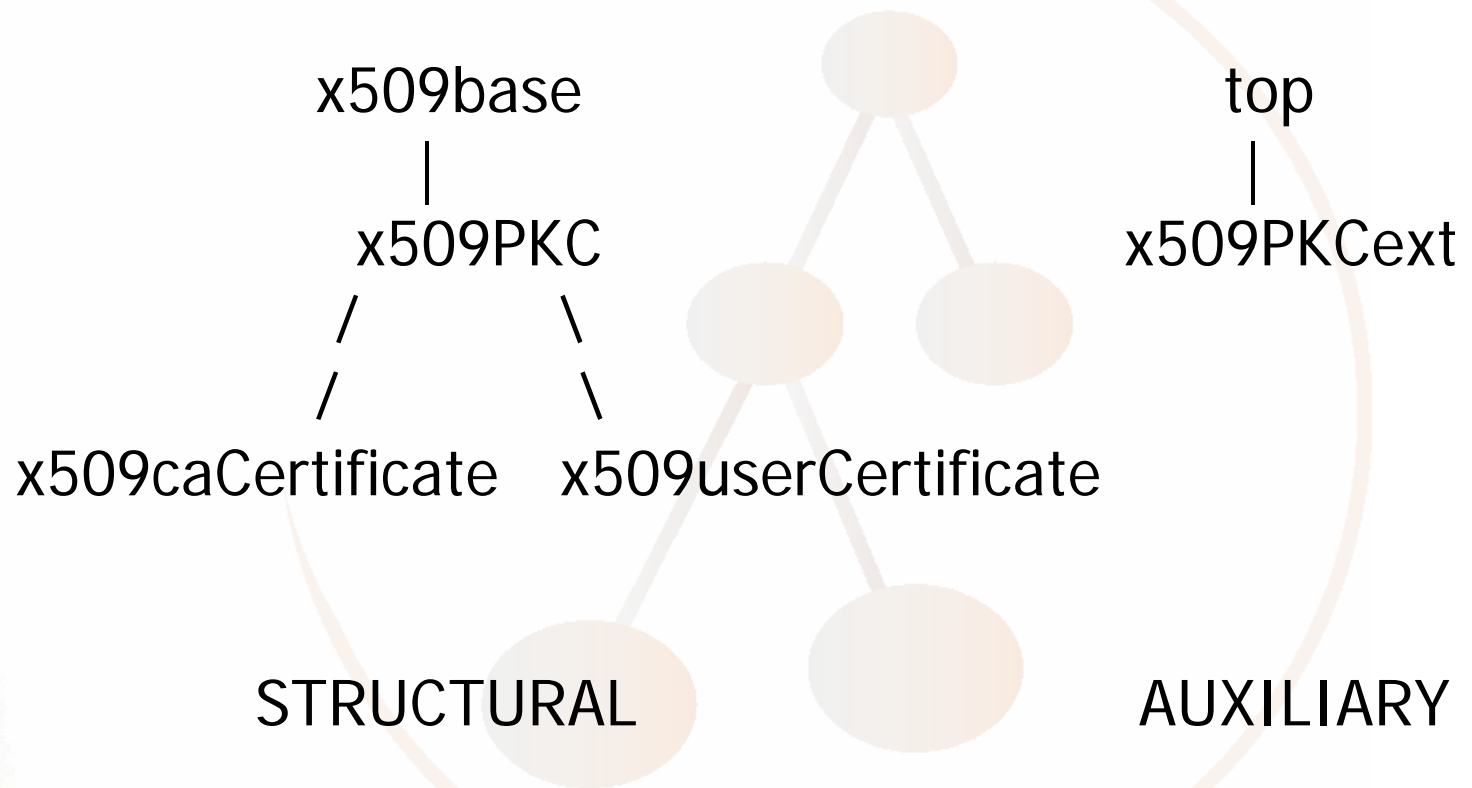 x509base top
x509PKC x509PKCext
x509caCertificate x509userCertificate
STRUCTURAL AUXILIARY